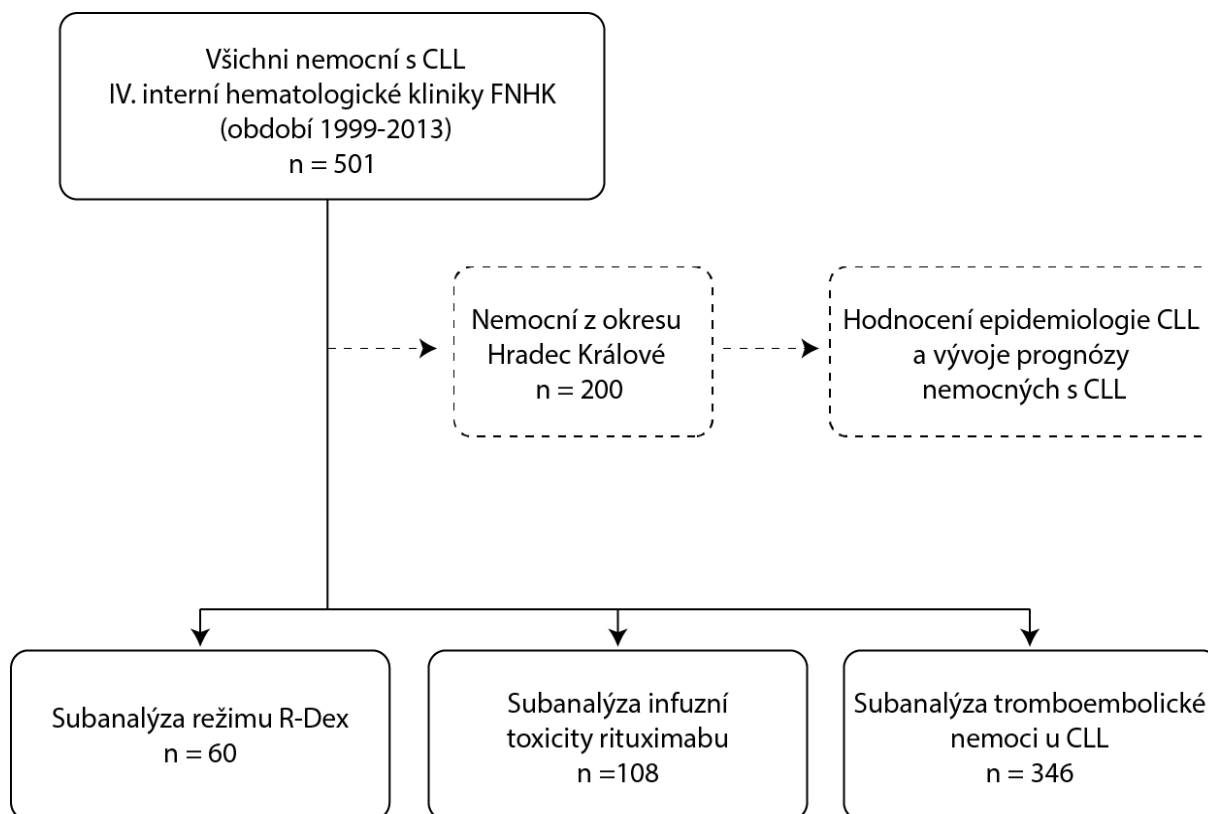 Všichni nemocní s CLL
IV. interní hematologické kliniky FNHK
(období 1999-2013)
n = 501
Nemocní z okresu
Hradec Králové
n = 200
Hodnocení epidemiologie CLL
a vývoje prognózy
nemocných s CLL
Subanalýza režimu R-Dex
n = 60
Subanalýza infuzní
toxicity rituximabu
n =108
Subanalýza tromboembolické
nemoci u CLL
n = 346